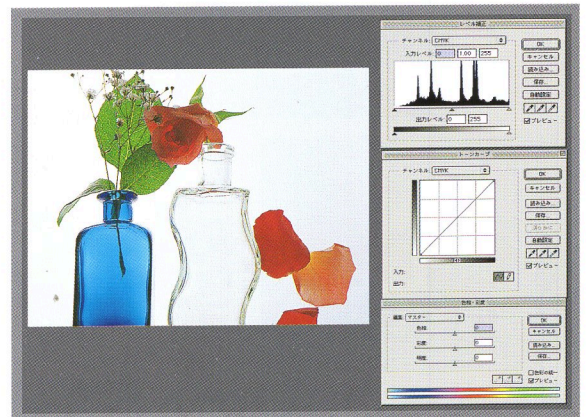 レベル補正
チャンネル: CMYK
入力レベル: 0 1.00 255
出力レベル: 0 255
OK
キャンセル
読み込み...
保存...
自動設定
プレビュー
トーンカーブ
チャンネル: CMYK
入力:
出力:
OK
キャンセル
読み込み...
保存...
自動設定
プレビュー
色相・彩度
編集: マスター
色相: 0
彩度: 0
明度: 0
OK
キャンセル
読み込み...
保存...
色彩の統一
プレビュー